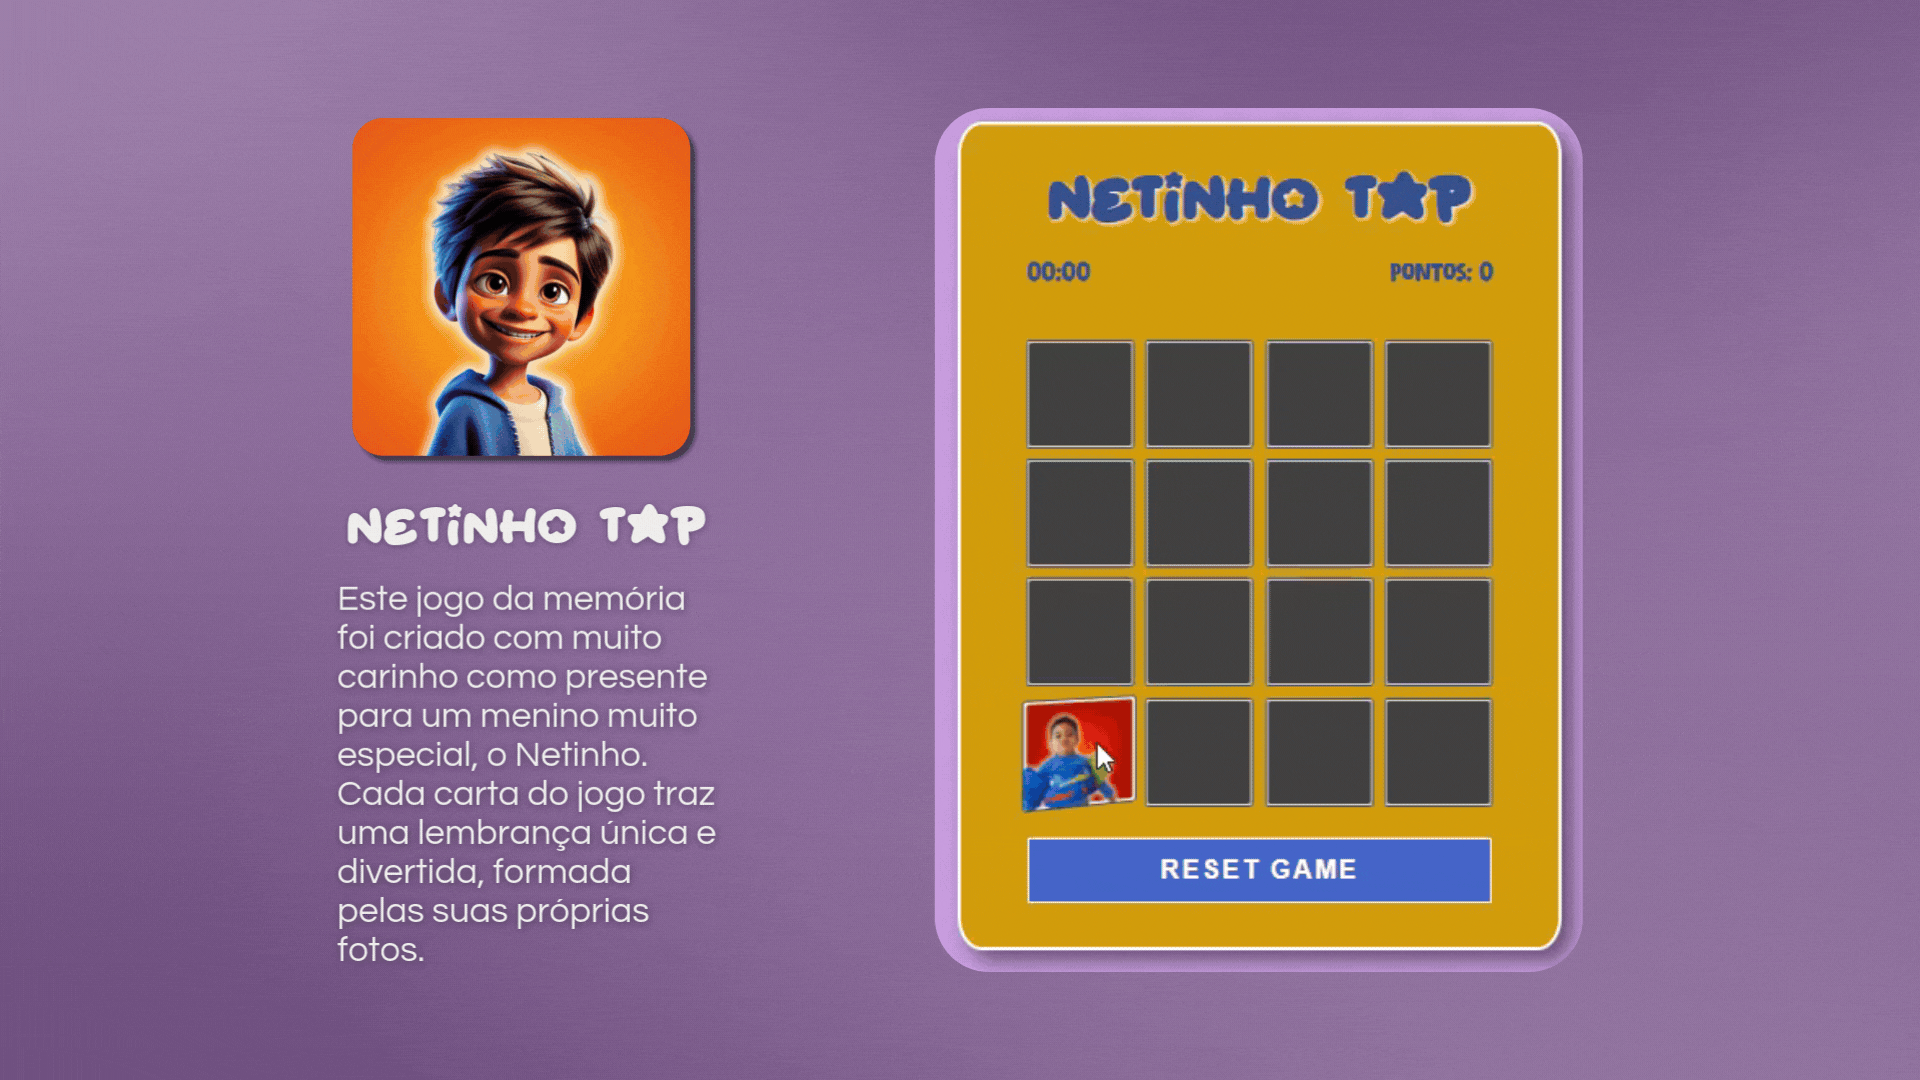 NETINHO TAP
Este jogo da memória
foi criado com muito
carinho como presente
para um menino muito
especial, o Netinho.
Cada carta do jogo traz
uma lembrança única e
divertida, formada
pelas suas próprias
fotos.
NETINHO TAP
00:00 PONTOS: 0
RESET GAME